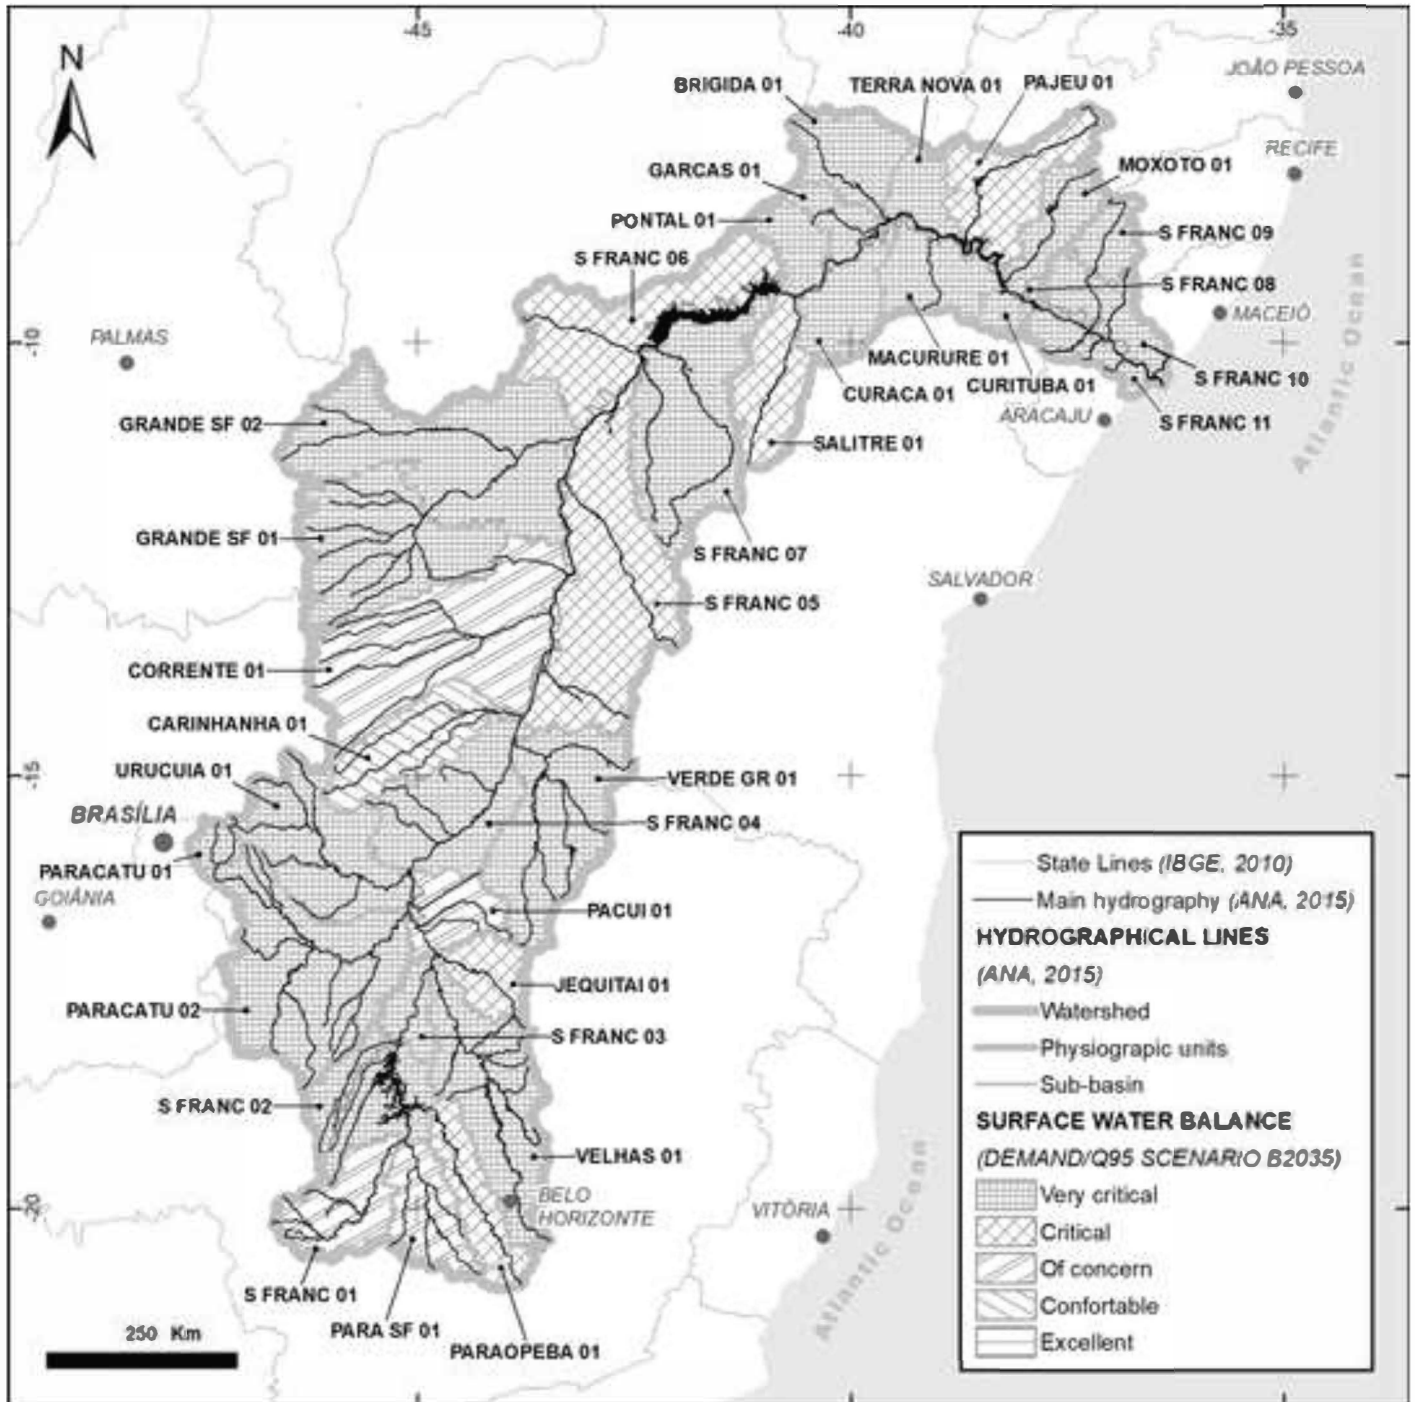 -45
-40
-35
N
JOÃO PESSOA
BRIGIDA 01
TERRA NOVA 01
PAJEU 01
RECIFE
GARCAS 01
MOXOTO 01
PONTAL 01
S FRANC 09
S FRANC 06
S FRANC 08
MACEIÓ
PALMAS
-10
MACURURE 01
CURITUBA 01
S FRANC 10
CURACA 01
ARACAJU
S FRANC 11
GRANDE SF 02
SALITRE 01
Atlantic Ocan
GRANDE SF 01
S FRANC 07
SALVADOR
S FRANC 05
CORRENTE 01
CARINHANHA 01
URUCUIA 01
-15
VERDE GR 01
BRASÍLIA
S FRANC 04
PARACATU 01
GOIÂNIA
PACUI 01
JEQUITAI 01
PARACATU 02
S FRANC 03
S FRANC 02
VELHAS 01
-20
BELO
HORIZONTE
VITÓRIA
Atlantic Ocean
S FRANC 01
PARA SF 01
PARAOPEBA 01
250 Km
State Lines (IBGE, 2010)
Main hydrography (ANA, 2015)
HYDROGRAPHICAL LINES
(ANA, 2015)
Watershed
Physiograpic units
Sub-basin
SURFACE WATER BALANCE
(DEMAND/Q95 SCENARIO B2035)
Very critical
Critical
Of concern
Confortable
Excellent